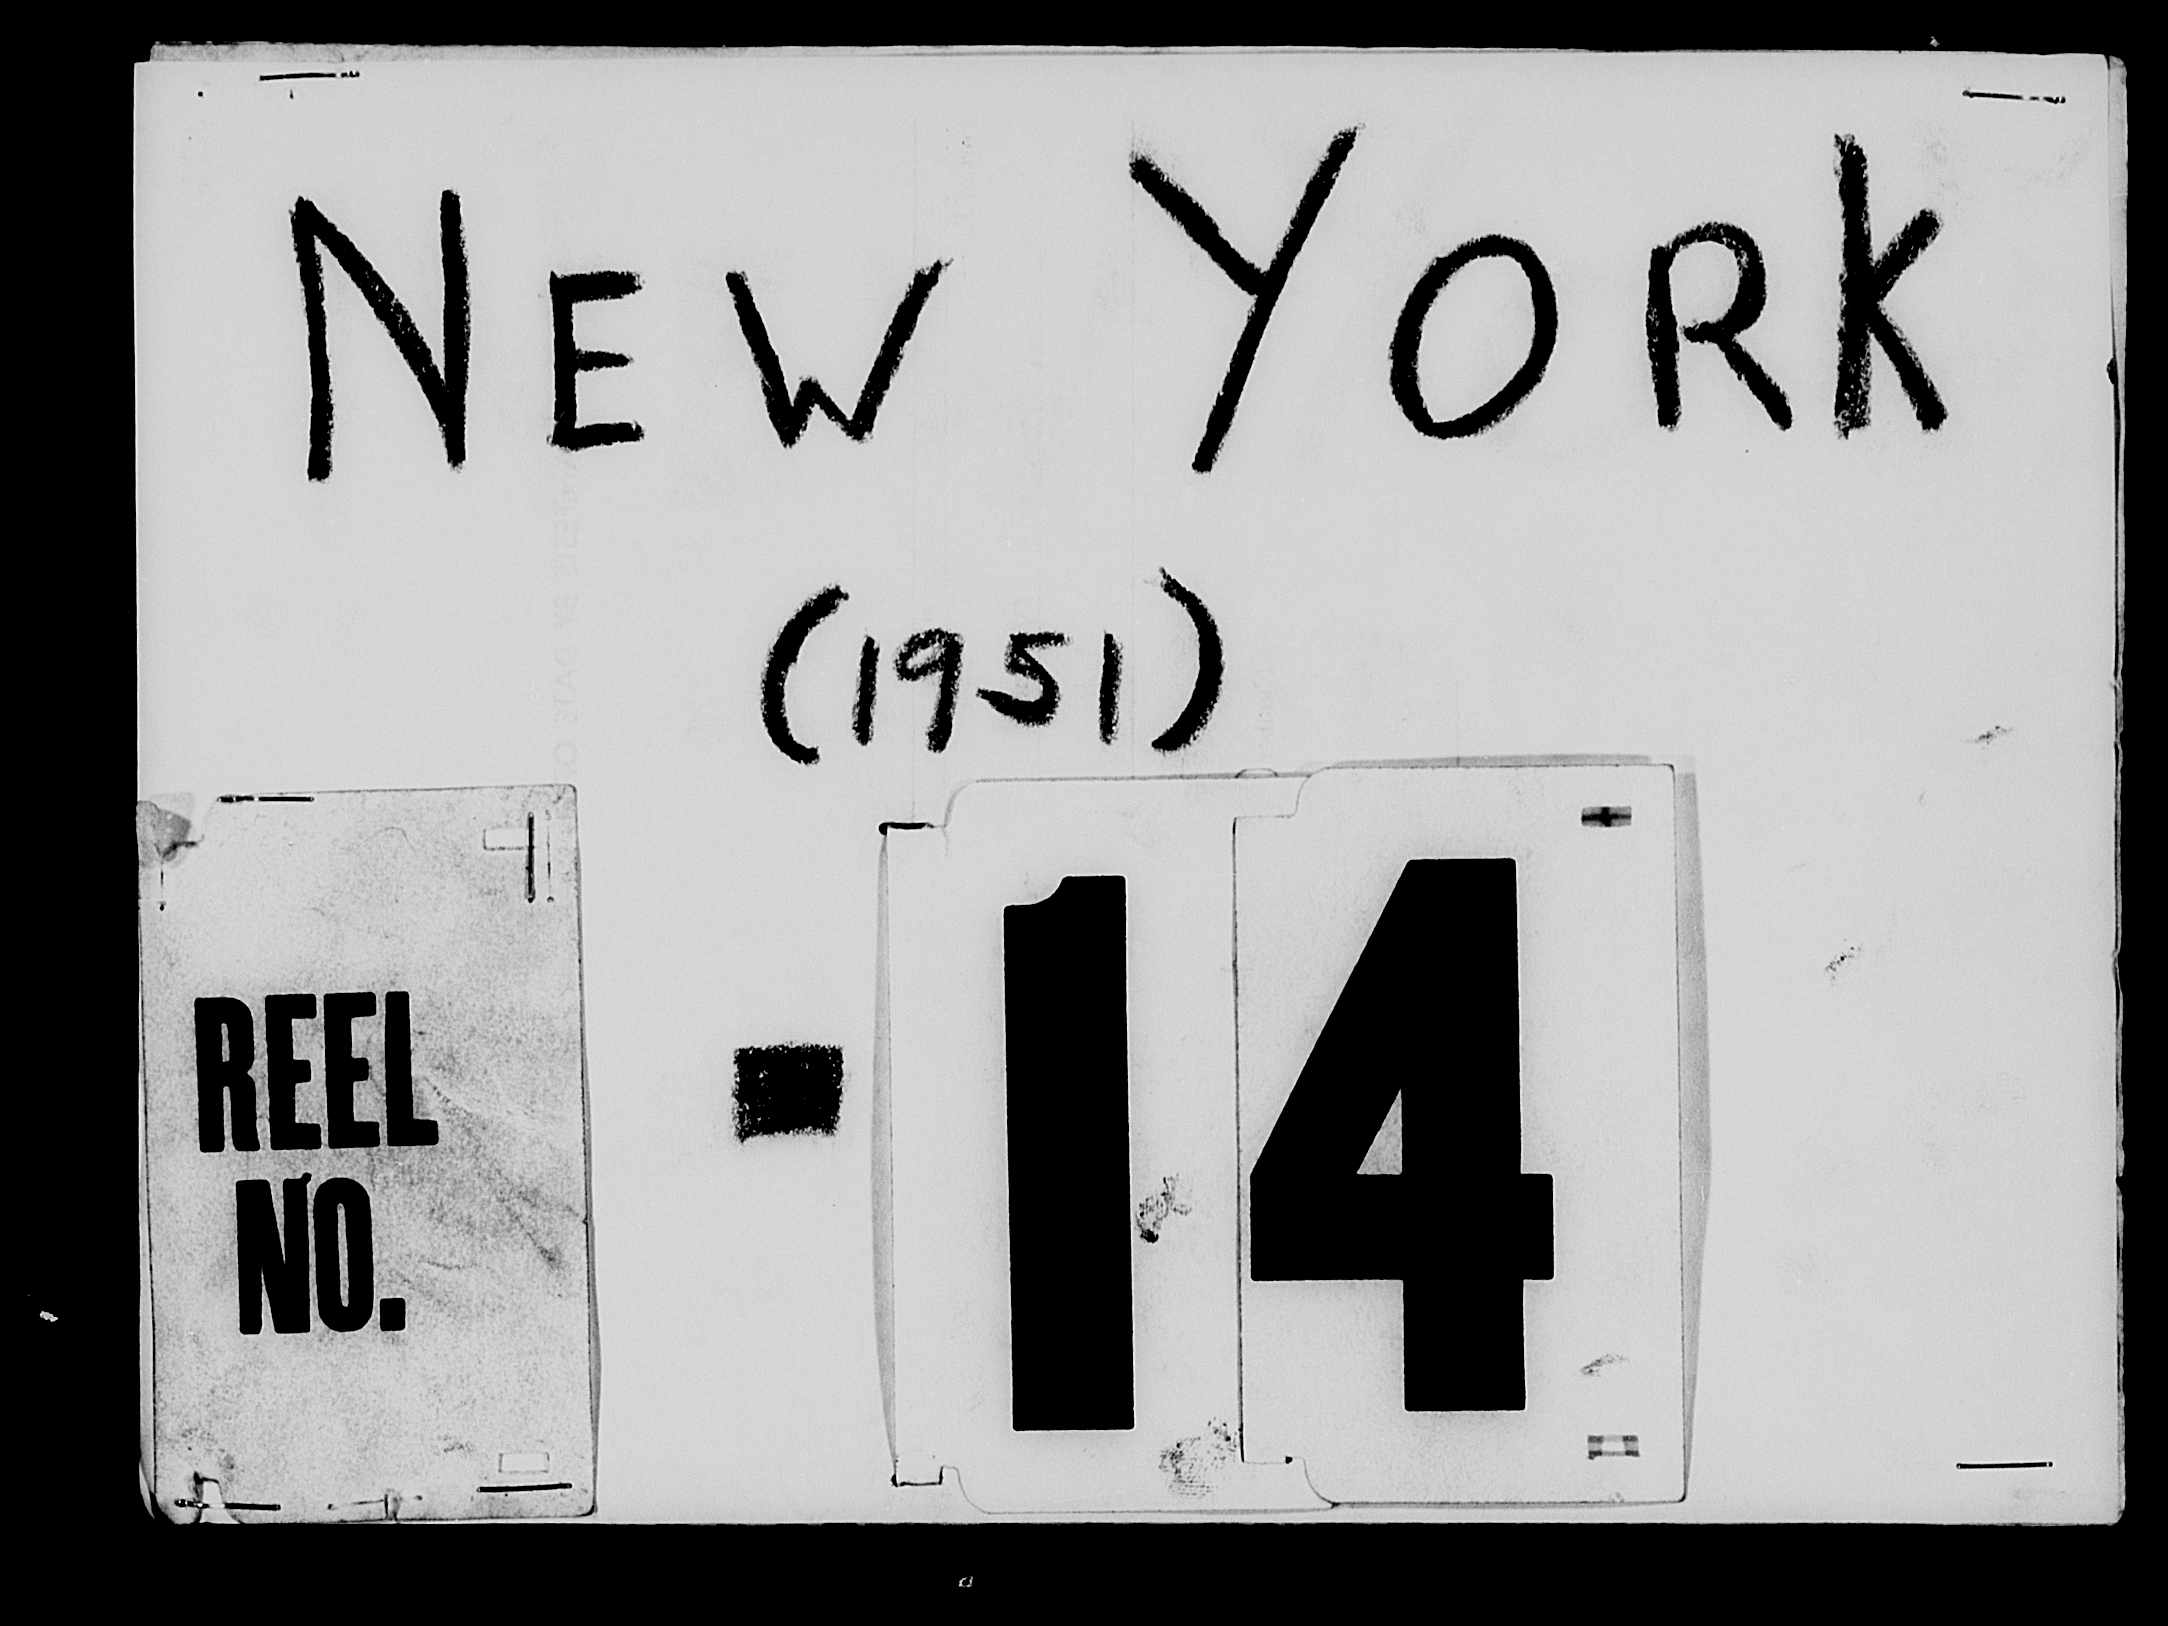 NEW YORK
(1951)
REEL
NO.
- 14